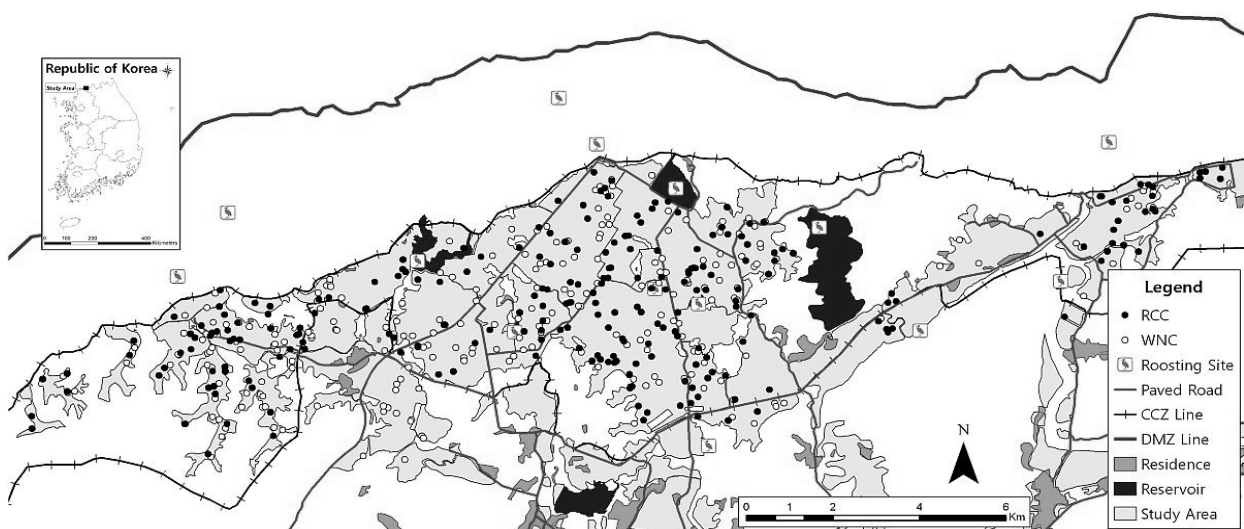 Republic of Korea
Study Area
0 100 200 400
Kilometers
Legend
RCC
WNC
Roosting Site
Paved Road
CCZ Line
DMZ Line
Residence
Reservoir
Study Area
N
0 1 2 4 6
Km